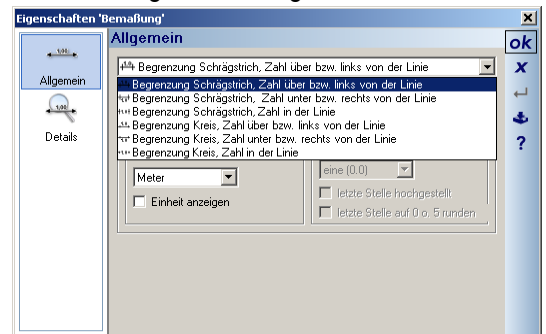 Eigenschaften 'Bemaßung'
Allgemein
ok
x
?
Allgemein
Details
Begrenzung Schrägstrich, Zahl über bzw. links von der Linie
Begrenzung Schrägstrich, Zahl über bzw. links von der Linie
Begrenzung Schrägstrich, Zahl unter bzw. rechts von der Linie
Begrenzung Schrägstrich, Zahl in der Linie
Begrenzung Kreis, Zahl über bzw. links von der Linie
Begrenzung Kreis, Zahl unter bzw. rechts von der Linie
Begrenzung Kreis, Zahl in der Linie
Meter
eine (0.0)
Einheit anzeigen
letzte Stelle hochgestellt
letzte Stelle auf 0 o. 5 runden